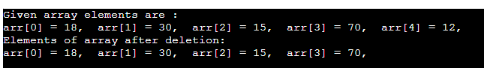 Given array elements are :
arr[0] = 18,  arr[1] = 30,  arr[2] = 15,  arr[3] = 70,  arr[4] = 12,
Elements of array after deletion:
arr[0] = 18,  arr[1] = 30,  arr[2] = 15,  arr[3] = 70,